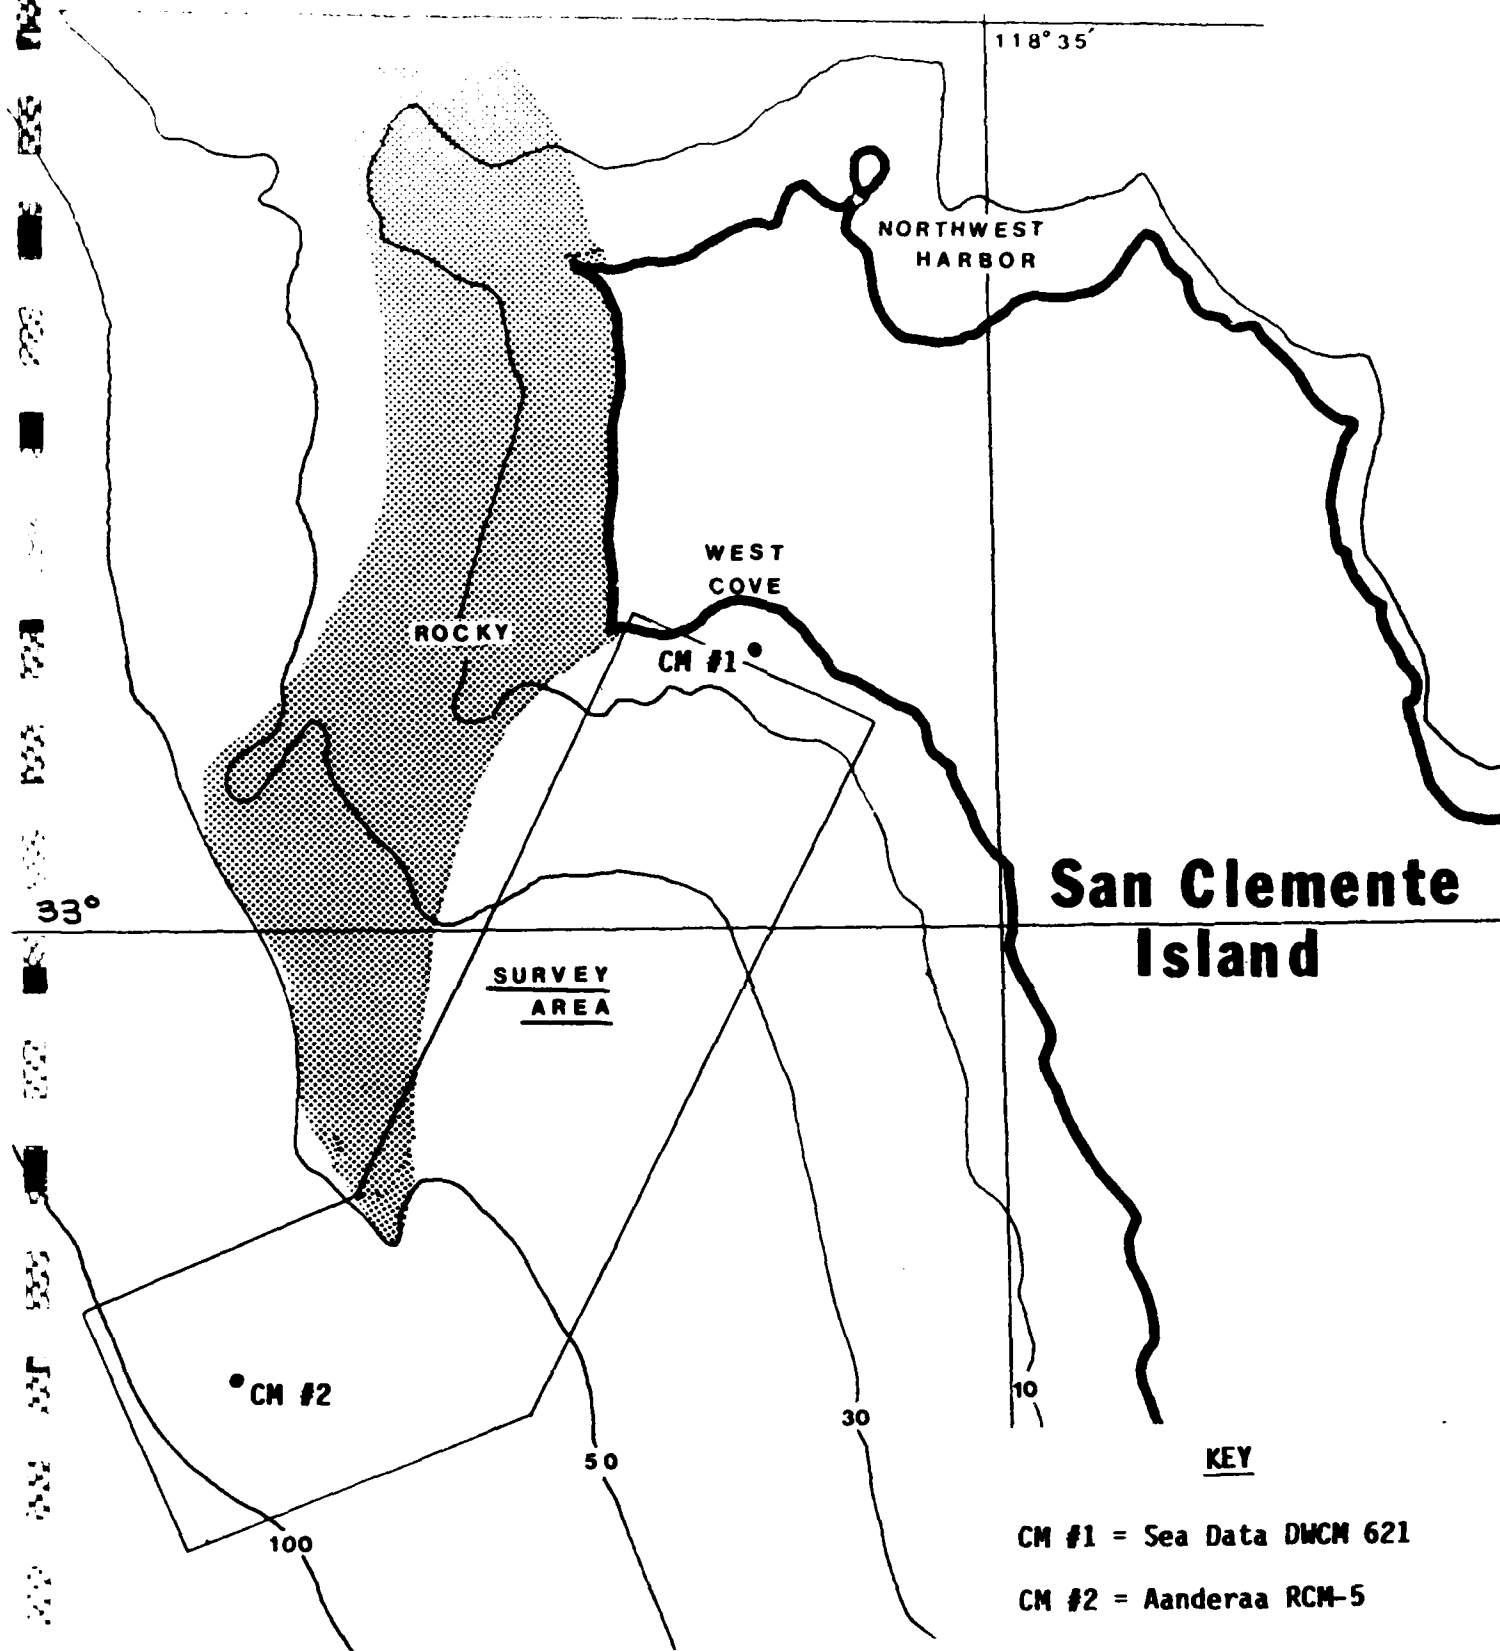 118°35′
NORTHWEST
HARBOR
WEST
COVE
ROCKY
CM #1
33°
San Clemente
Island
SURVEY
AREA
CM #2
10
30
50
100
KEY
CM #1 = Sea Data DWCM 621
CM #2 = Aanderaa RCM-5